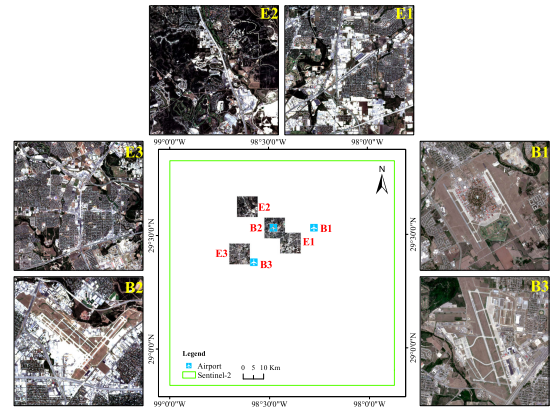 E2
E1
99°0'0"W
98°30'0"W
98°0'0"W
E3
B1
N
E2
B2
B1
E1
E3
B3
29°30'0"N
29°30'0"N
B2
B3
29°0'0"N
29°0'0"N
Legend
Airport
Sentinel-2
0 5 10 Km
99°0'0"W
98°30'0"W
98°0'0"W